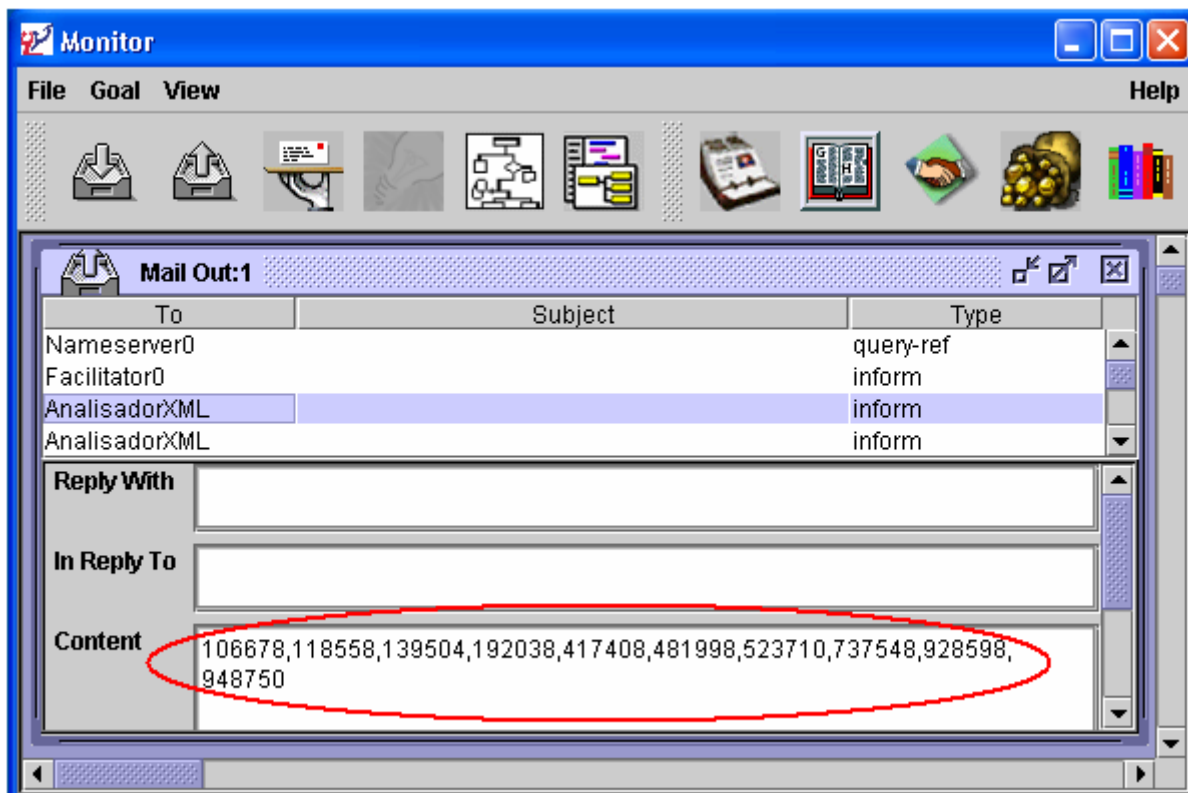 Monitor
File Goal View Help
G H
Mail Out:1
To Subject Type
Nameserver0 query-ref
Facilitator0 inform
AnalisadorXML inform
AnalisadorXML inform
Reply With
In Reply To
Content
106678,118558,139504,192038,417408,481998,523710,737548,928598,
948750